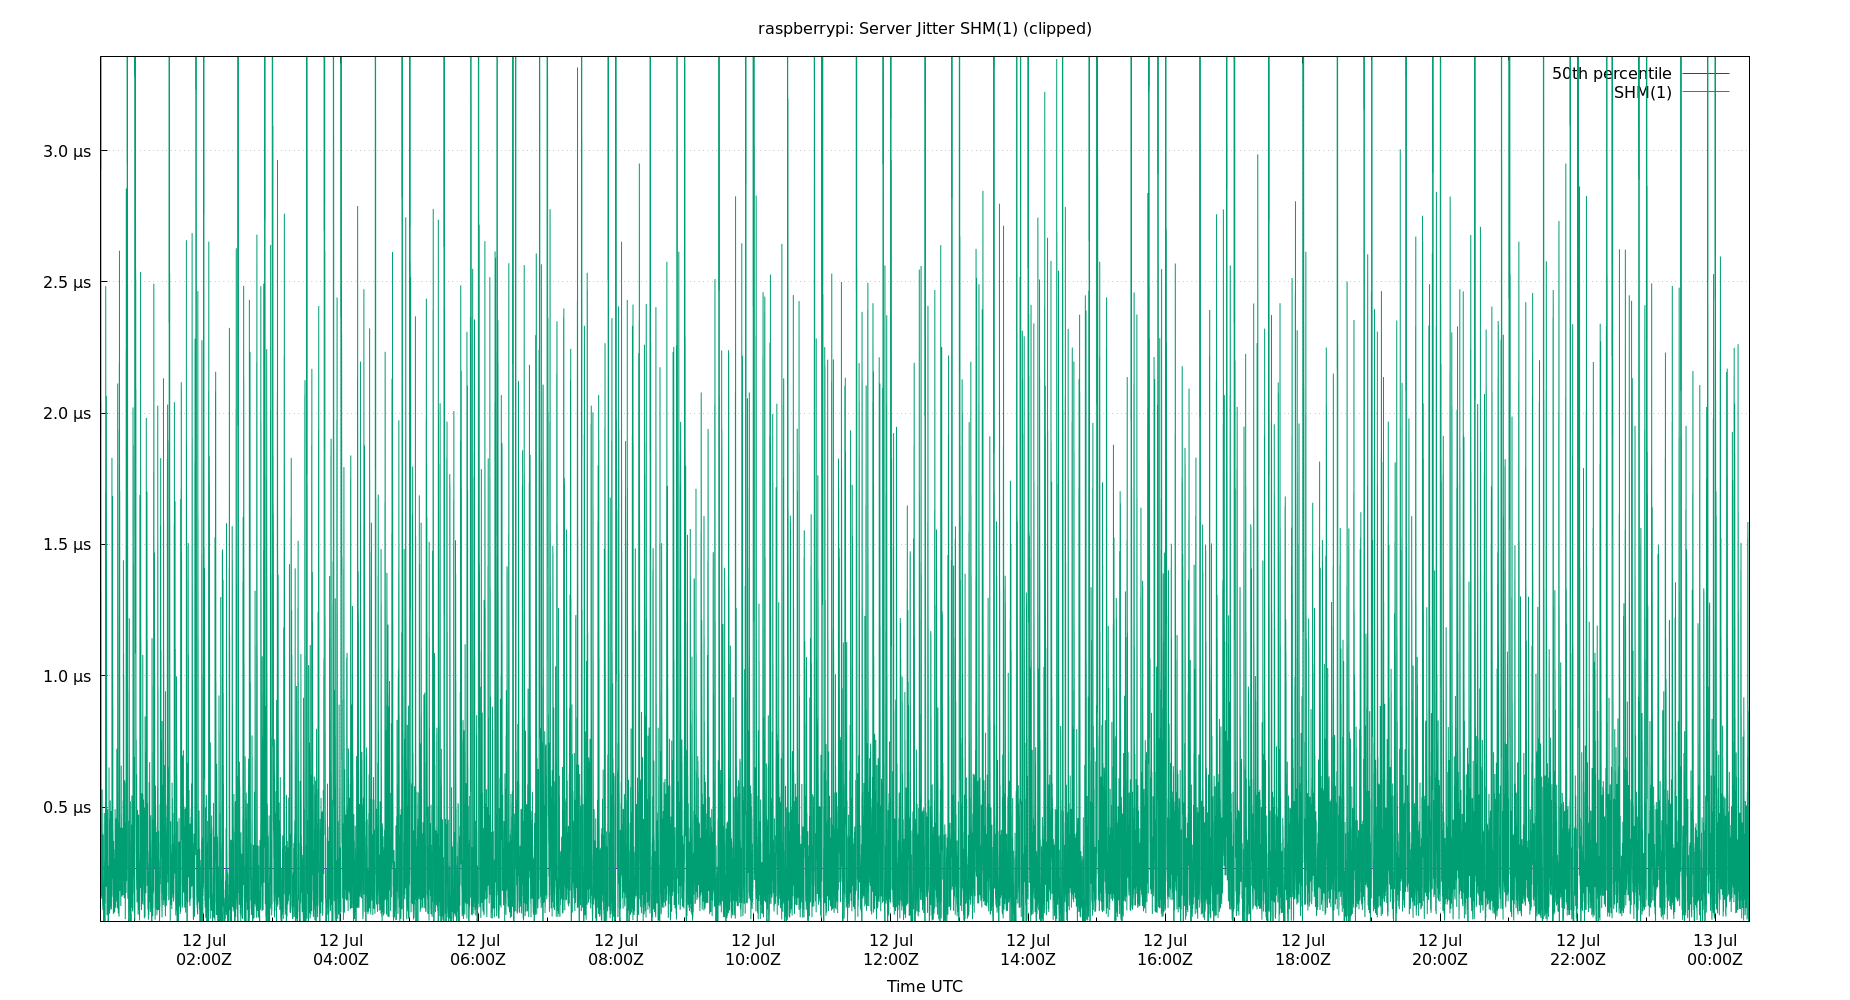 raspberrypi: Server Jitter SHM(1) (clipped)
50th percentile
SHM(1)
3.0 µs
2.5 µs
2.0 µs
1.5 µs
1.0 µs
0.5 µs
12 Jul 12 Jul 12 Jul 12 Jul 12 Jul 12 Jul 12 Jul 12 Jul 12 Jul 12 Jul 12 Jul 13 Jul
02:00Z 04:00Z 06:00Z 08:00Z 10:00Z 12:00Z 14:00Z 16:00Z 18:00Z 20:00Z 22:00Z 00:00Z
Time UTC